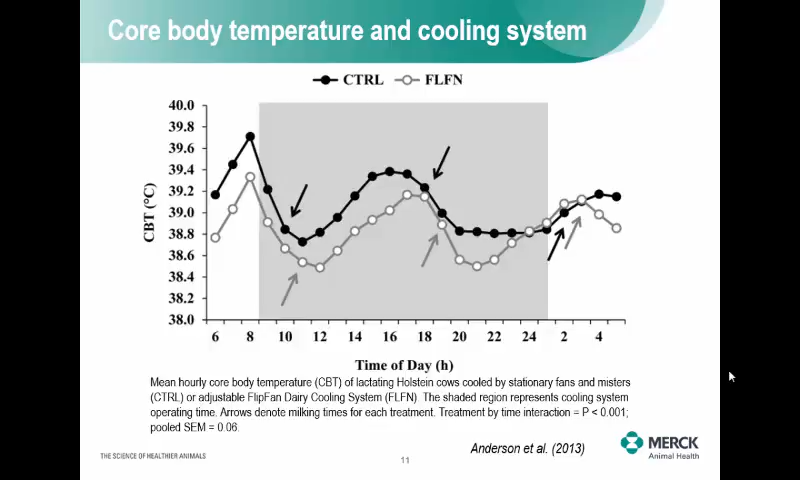 Core body temperature and cooling system
CTRL FLFN
40.0
39.8
39.6
39.4
39.2
39.0
38.8
38.6
38.4
38.2
38.0
CBT (°C)
6 8 10 12 14 16 18 20 22 24 2 4
Time of Day (h)
Mean hourly core body temperature (CBT) of lactating Holstein cows cooled by stationary fans and misters
(CTRL) or adjustable FlipFan Dairy Cooling System (FLFN). The shaded region represents cooling system
operating time. Arrows denote milking times for each treatment. Treatment by time interaction = P < 0.001;
pooled SEM = 0.06.
Anderson et al. (2013)
THE SCIENCE OF HEALTHIER ANIMALS
11
MERCK
Animal Health